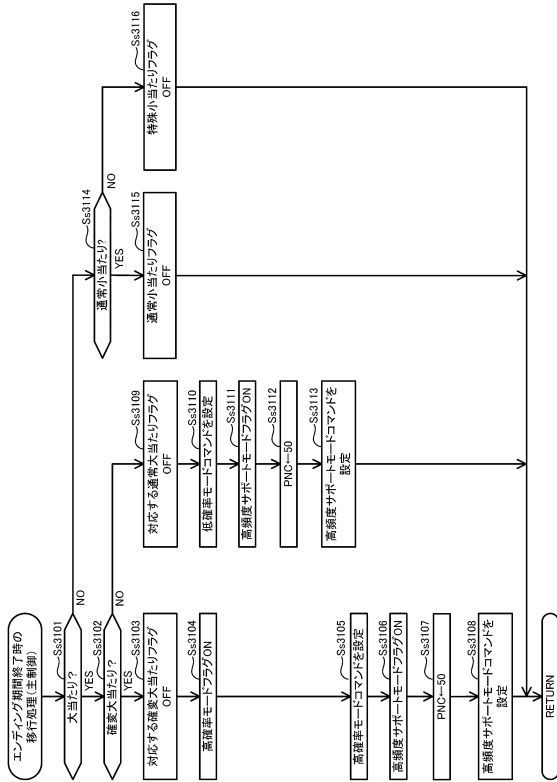 エンディング期間終了時の
移行処理(主制御)
Ss3101
大当たり?
NO
YES
Ss3102
確変大当たり?
NO
YES
Ss3103
対応する確変大当たりフラグ
OFF
Ss3104
高確率モードフラグON
Ss3105
高確率モードコマンドを設定
Ss3106
高頻度サポートモードフラグON
Ss3107
PNC←50
Ss3108
高頻度サポートモードコマンドを
設定
RETURN
Ss3109
対応する通常大当たりフラグ
OFF
Ss3110
低確率モードコマンドを設定
Ss3111
高頻度サポートモードフラグON
Ss3112
PNC←50
Ss3113
高頻度サポートモードコマンドを
設定
Ss3114
通常小当たり?
NO
YES
Ss3115
通常小当たりフラグ
OFF
Ss3116
特殊小当たりフラグ
OFF